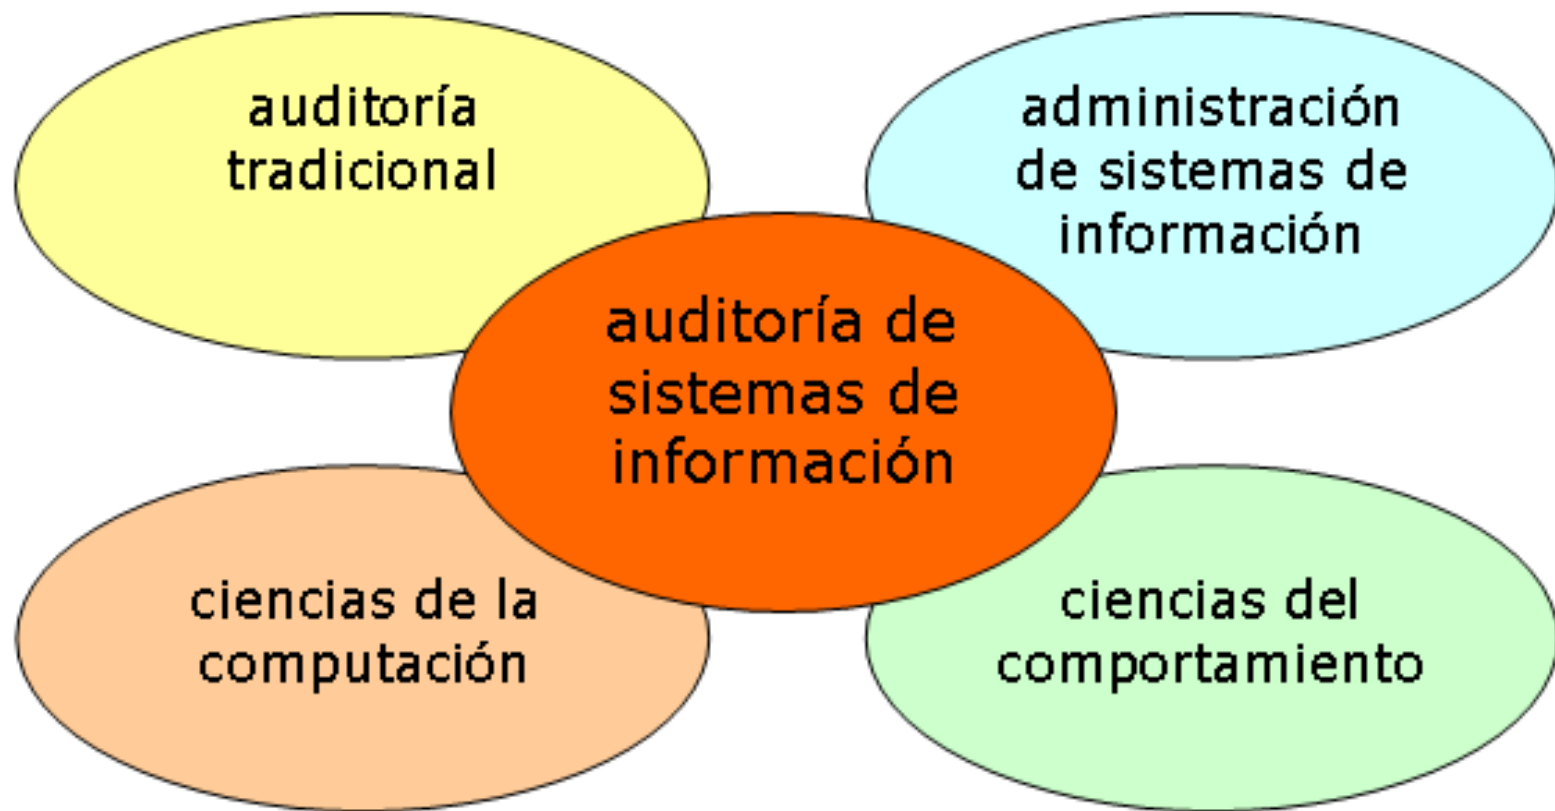 auditoría
tradicional
administración
de sistemas de
información
auditoría de
sistemas de
información
ciencias de la
computación
ciencias del
comportamiento